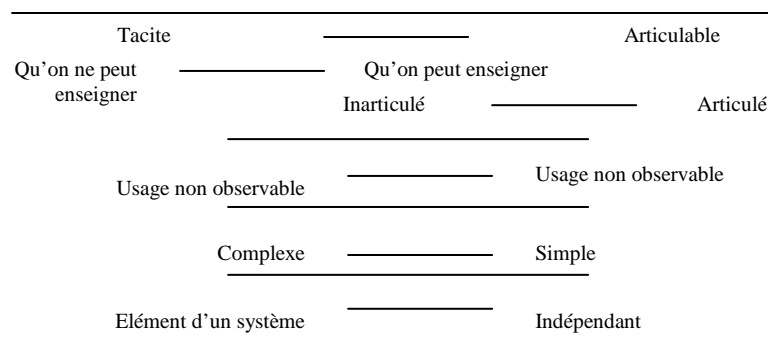 Tacite Articulable
Qu’on ne peut Qu’on peut enseigner
enseigner
Inarticulé Articulé
Usage non observable Usage non observable
Complexe Simple
Elément d’un système Indépendant